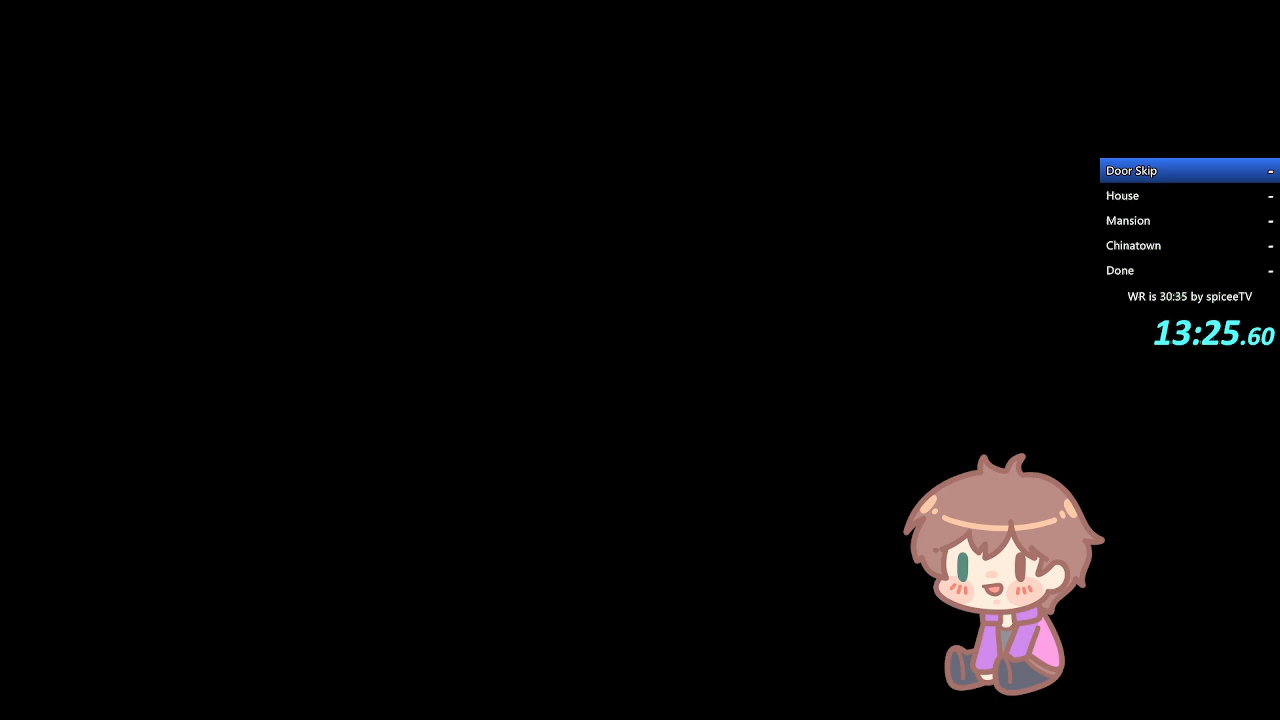 Door Skip -
House -
Mansion -
Chinatown -
Done -
WR is 30:35 by spiceeTV
13:25.60